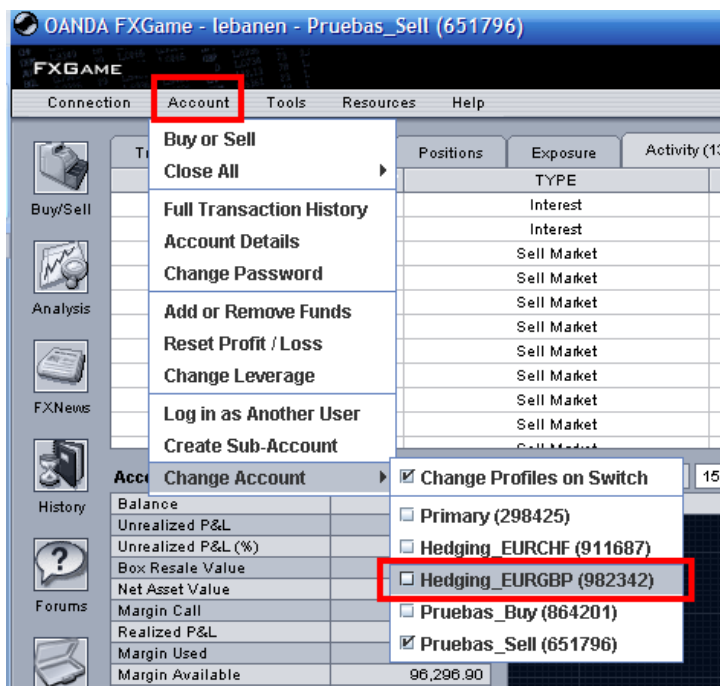 OANDA FXGame - lebanen - Pruebas_Sell (651796)
FXGAME
Connection Account Tools Resources Help
Buy or Sell
Close All
Full Transaction History
Account Details
Change Password
Add or Remove Funds
Reset Profit / Loss
Change Leverage
Log in as Another User
Create Sub-Account
Change Account
Change Profiles on Switch
Primary (298425)
Hedging_EURCHF (911687)
Hedging_EURGBP (982342)
Pruebas_Buy (864201)
Pruebas_Sell (651796)
Positions Exposure Activity (13
TYPE
Interest
Interest
Sell Market
Sell Market
Sell Market
Sell Market
Sell Market
Sell Market
Sell Market
Sell Market
Sell Market
15
Buy/Sell
Analysis
FXNews
History
Forums
Balance
Unrealized P&L
Unrealized P&L (%)
Box Resale Value
Net Asset Value
Margin Call
Realized P&L
Margin Used
Margin Available 96,296.90